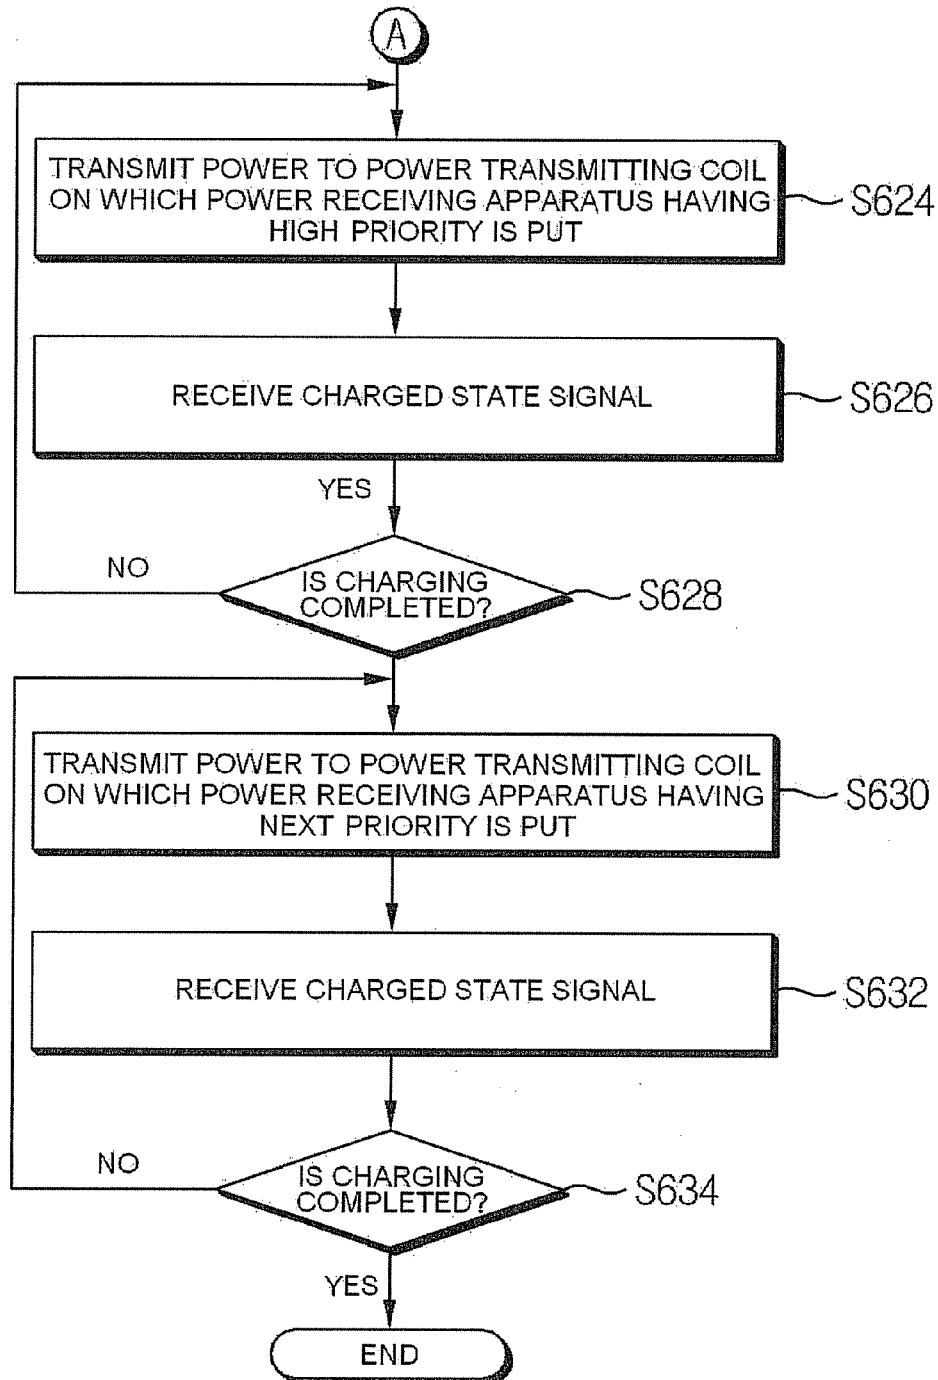 A
TRANSMIT POWER TO POWER TRANSMITTING COIL
ON WHICH POWER RECEIVING APPARATUS HAVING
HIGH PRIORITY IS PUT
S624
RECEIVE CHARGED STATE SIGNAL
S626
YES
NO
IS CHARGING
COMPLETED?
S628
TRANSMIT POWER TO POWER TRANSMITTING COIL
ON WHICH POWER RECEIVING APPARATUS HAVING
NEXT PRIORITY IS PUT
S630
RECEIVE CHARGED STATE SIGNAL
S632
NO
IS CHARGING
COMPLETED?
S634
YES
END